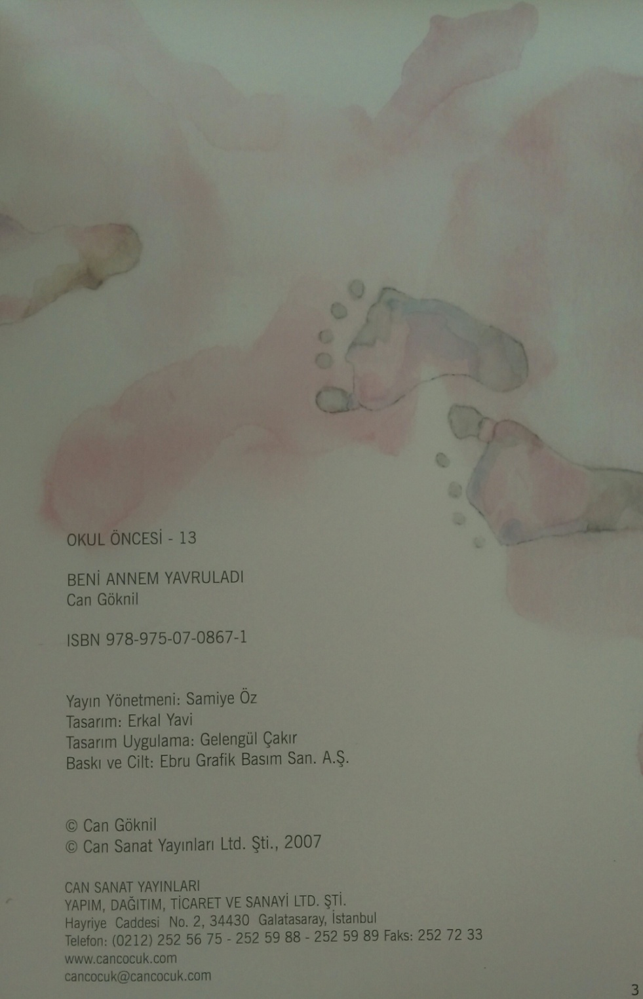 OKUL ÖNCESİ - 13
BENİ ANNEM YAVRULADI
Can Göknil
ISBN 978-975-07-0867-1
Yayın Yönetmeni: Samiye Öz
Tasarım: Erkal Yavi
Tasarım Uygulama: Gelengül Çakır
Baskı ve Cilt: Ebru Grafik Basım San. A.Ş.
© Can Göknil
© Can Sanat Yayınları Ltd. Şti., 2007
CAN SANAT YAYINLARI
YAPIM, DAĞITIM, TİCARET VE SANAYİ LTD. ŞTİ.
Hayriye Caddesi No. 2, 34430 Galatasaray, İstanbul
Telefon: (0212) 252 56 75 - 252 59 88 - 252 59 89 Faks: 252 72 33
www.cancocuk.com
cancocuk@cancocuk.com
3